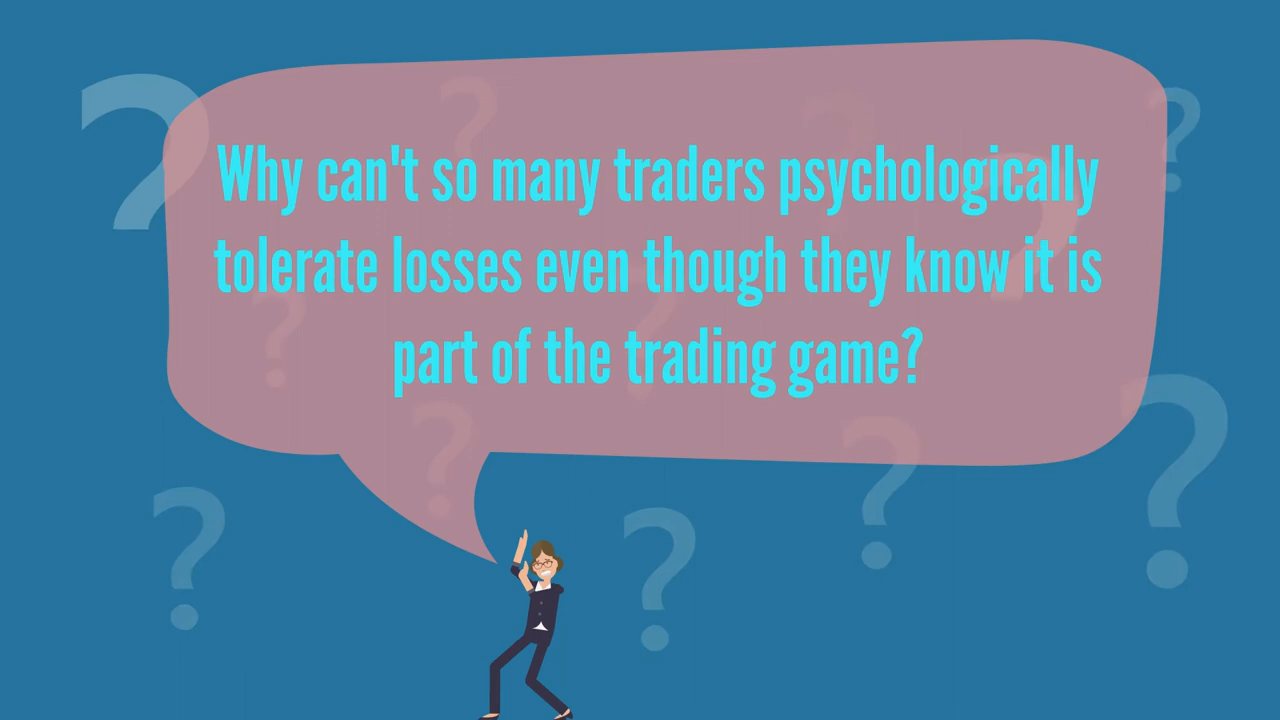 Why can't so many traders psychologically
tolerate losses even though they know it is
part of the trading game?